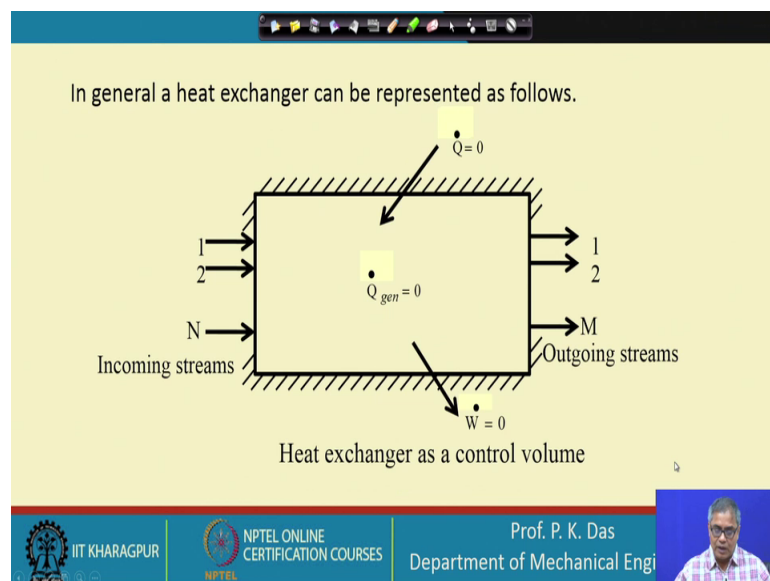 In general a heat exchanger can be represented as follows.
Q= 0
1
2
N
Incoming streams
Q gen = 0
1
2
M
Outgoing streams
W = 0
Heat exchanger as a control volume
IIT KHARAGPUR
NPTEL
NPTEL ONLINE
CERTIFICATION COURSES
Prof. P. K. Das
Department of Mechanical Engi